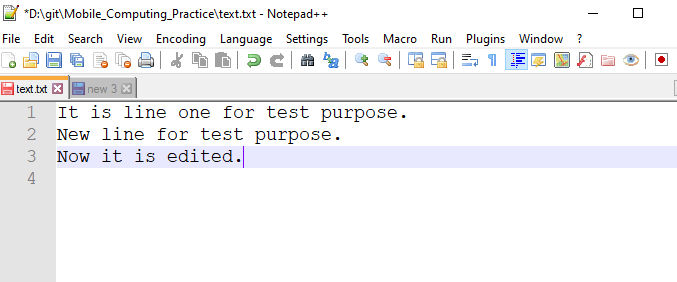 *D:\git\Mobile_Computing_Practice\text.txt - Notepad++
File Edit Search View Encoding Language Settings Tools Macro Run Plugins Window ?
text.txt new 3
1 It is line one for test purpose.
2 New line for test purpose.
3 Now it is edited.
4